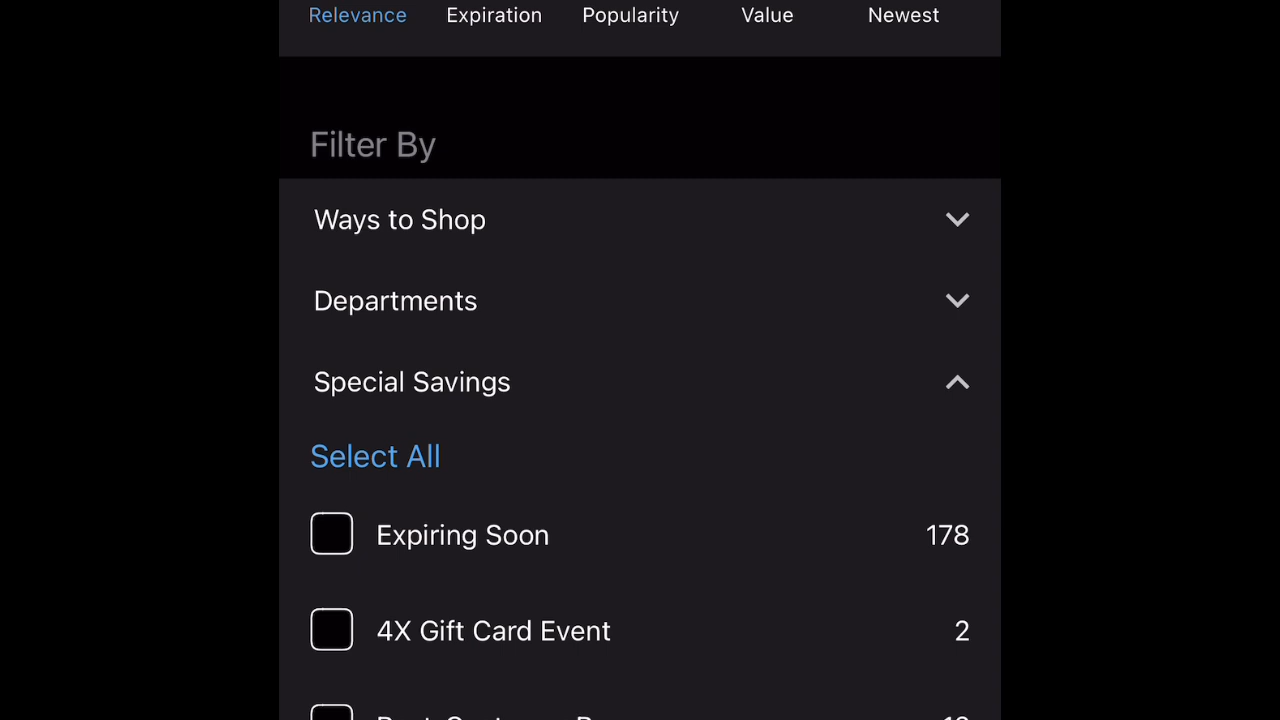 Relevance Expiration Popularity Value Newest
Filter By
Ways to Shop
Departments
Special Savings
Select All
Expiring Soon 178
4X Gift Card Event 2